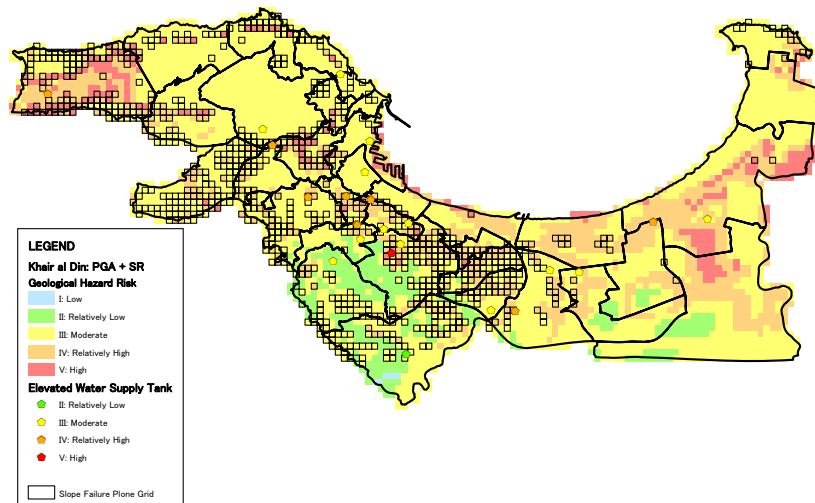 LEGEND
Khair al Din: PGA + SR
Geological Hazard Risk
I: Low
II: Relatively Low
III: Moderate
IV: Relatively High
V: High
Elevated Water Supply Tank
II: Relatively Low
III: Moderate
IV: Relatively High
V: High
Slope Failure Plone Grid